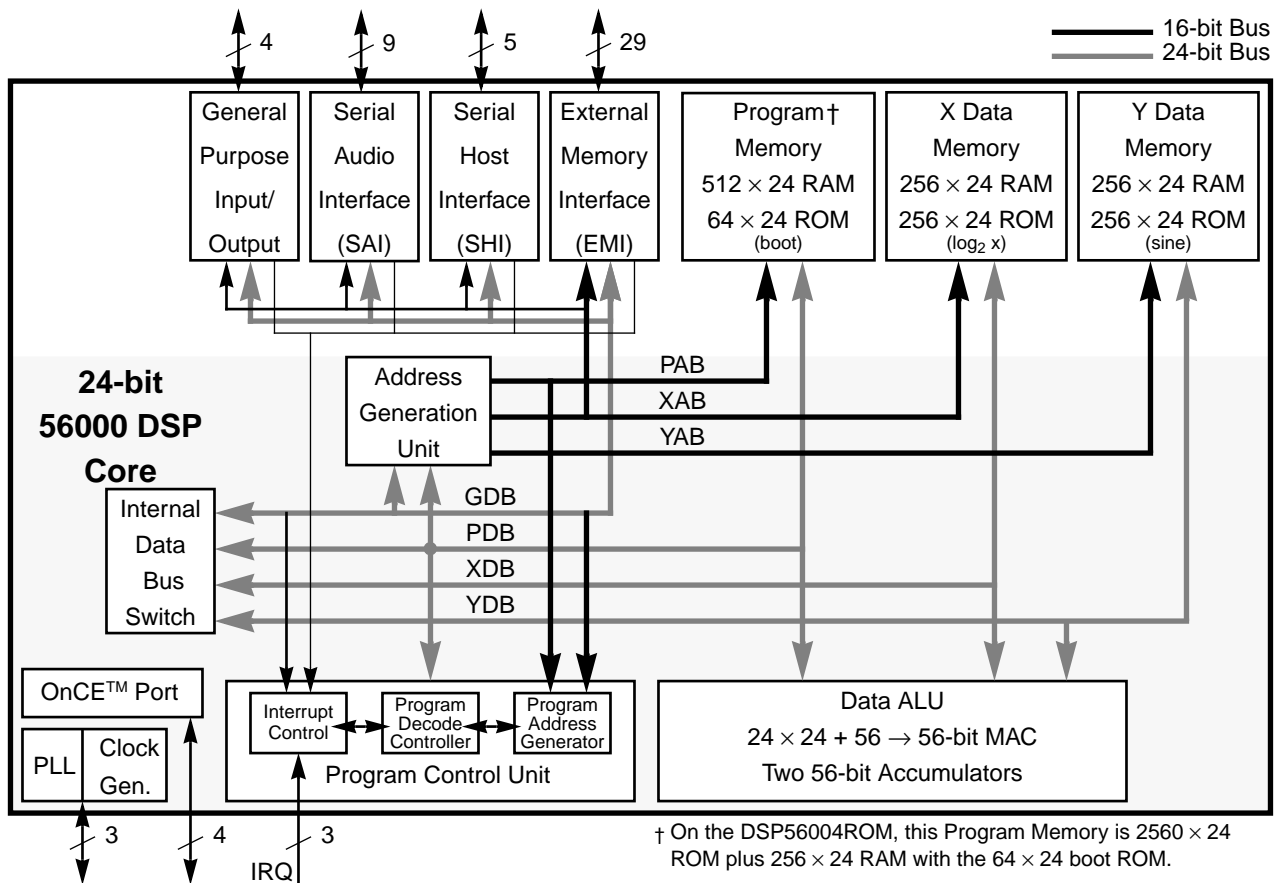 4
9
5
29
16-bit Bus
24-bit Bus
General
Purpose
Input/
Output
Serial
Audio
Interface
(SAI)
Serial
Host
Interface
(SHI)
External
Memory
Interface
(EMI)
Program†
Memory
512 × 24 RAM
64 × 24 ROM
(boot)
X Data
Memory
256 × 24 RAM
256 × 24 ROM
(log₂ x)
Y Data
Memory
256 × 24 RAM
256 × 24 ROM
(sine)
24-bit
56000 DSP
Core
Address
Generation
Unit
PAB
XAB
YAB
Internal
Data
Bus
Switch
GDB
PDB
XDB
YDB
OnCE™ Port
PLL
Clock
Gen.
Interrupt
Control
Program
Decode
Controller
Program
Address
Generator
Program Control Unit
Data ALU
24 × 24 + 56 → 56-bit MAC
Two 56-bit Accumulators
3
4
3
IRQ
† On the DSP56004ROM, this Program Memory is 2560 × 24
ROM plus 256 × 24 RAM with the 64 × 24 boot ROM.